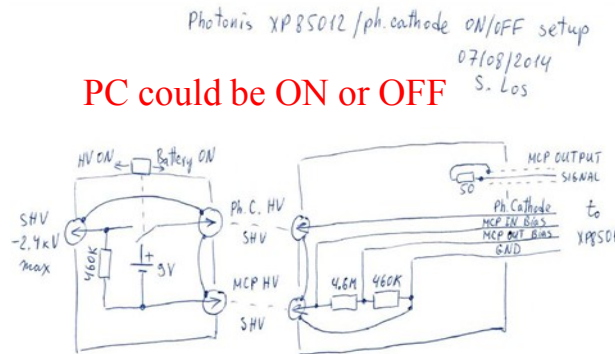 Photonis XP85012/ph.cathode ON/OFF setup
07/08/2014
S. Los
PC could be ON or OFF
HV ON
Battery ON
SHV
-2.4kV
max
460K
+
9V
Ph. C. HV
SHV
MCP HV
SHV
50
MCP OUTPUT
SIGNAL
Ph. Cathode
MCP IN Bias
MCP OUT Bias
GND
to
XP8501
4.6M
460K